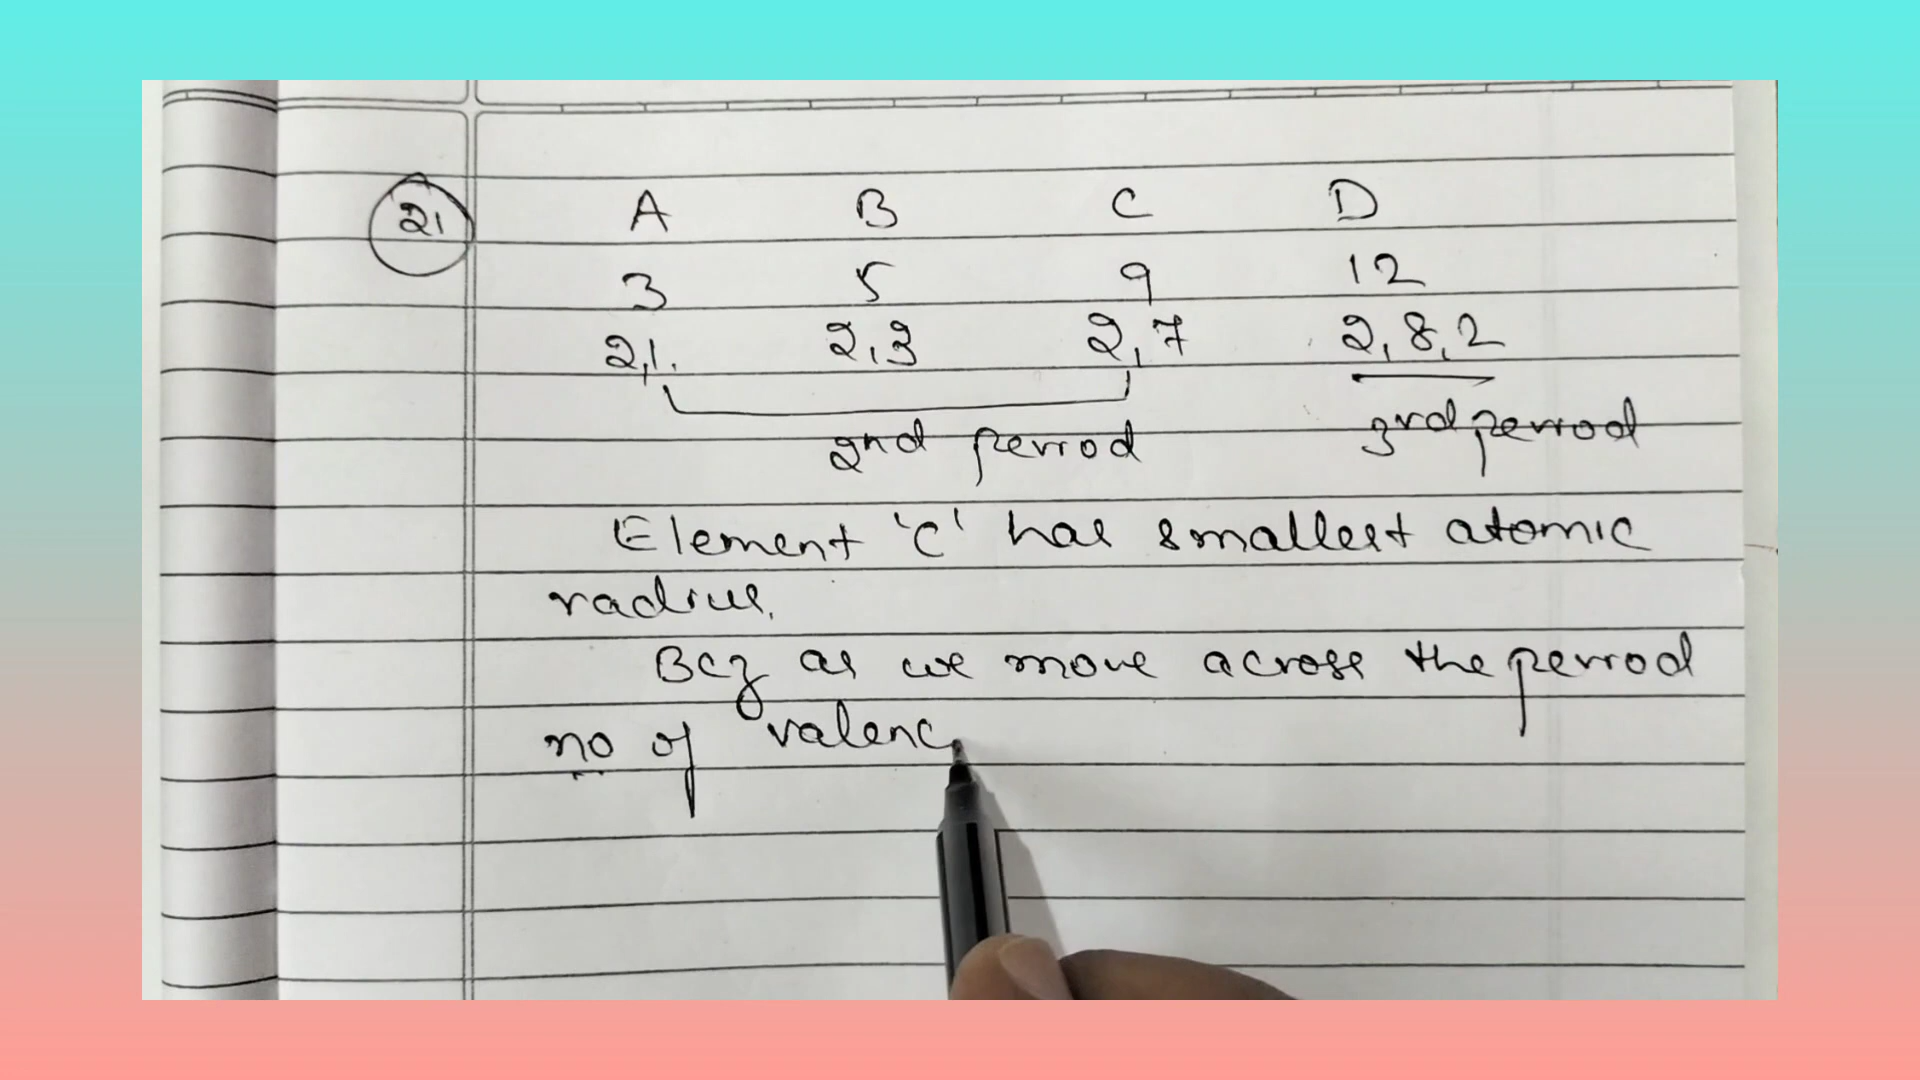 21 A B C D
3 5 9 12
2,1. 2,3 2,7 2,8,2
2nd period 3rd period
Element 'C' has smallest atomic
radius.
Bcz as we move across the period
no of valenc